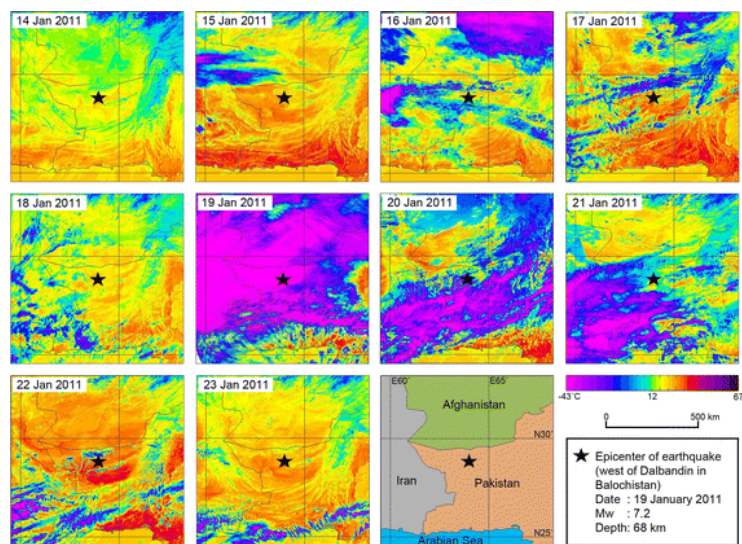 14 Jan 2011
15 Jan 2011
16 Jan 2011
17 Jan 2011
18 Jan 2011
19 Jan 2011
20 Jan 2011
21 Jan 2011
22 Jan 2011
23 Jan 2011
E60°
E65°
Afghanistan
N30°
Iran
Pakistan
N25°
Arabian Sea
-43°C
12
67
0
500 km
Epicenter of earthquake
(west of Dalbandin in
Balochistan)
Date : 19 January 2011
Mw : 7.2
Depth: 68 km